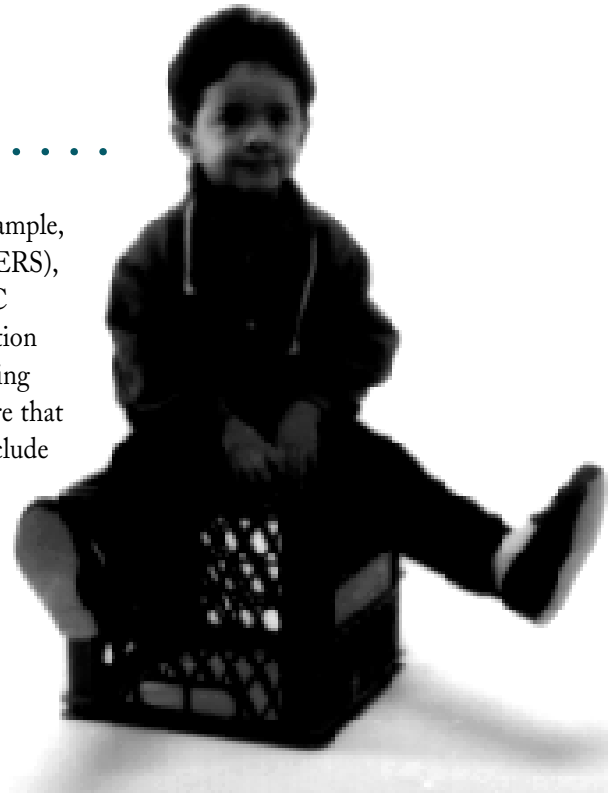 ample,
ERS),
C
tion
ing
re that
clude